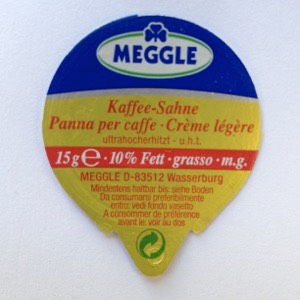 MEGGLE
Kaffee-Sahne
Panna per caffe · Crème légère
ultrahocherhitzt - u.h.t.
15g℮ · 10% Fett · grasso · m.g.
MEGGLE D-83512 Wasserburg
Mindestens haltbar bis: siehe Boden
Da consumarsi preferibilmente
entro: vedi fondo vasetto
A consommer de préférence
avant le: voir au dos